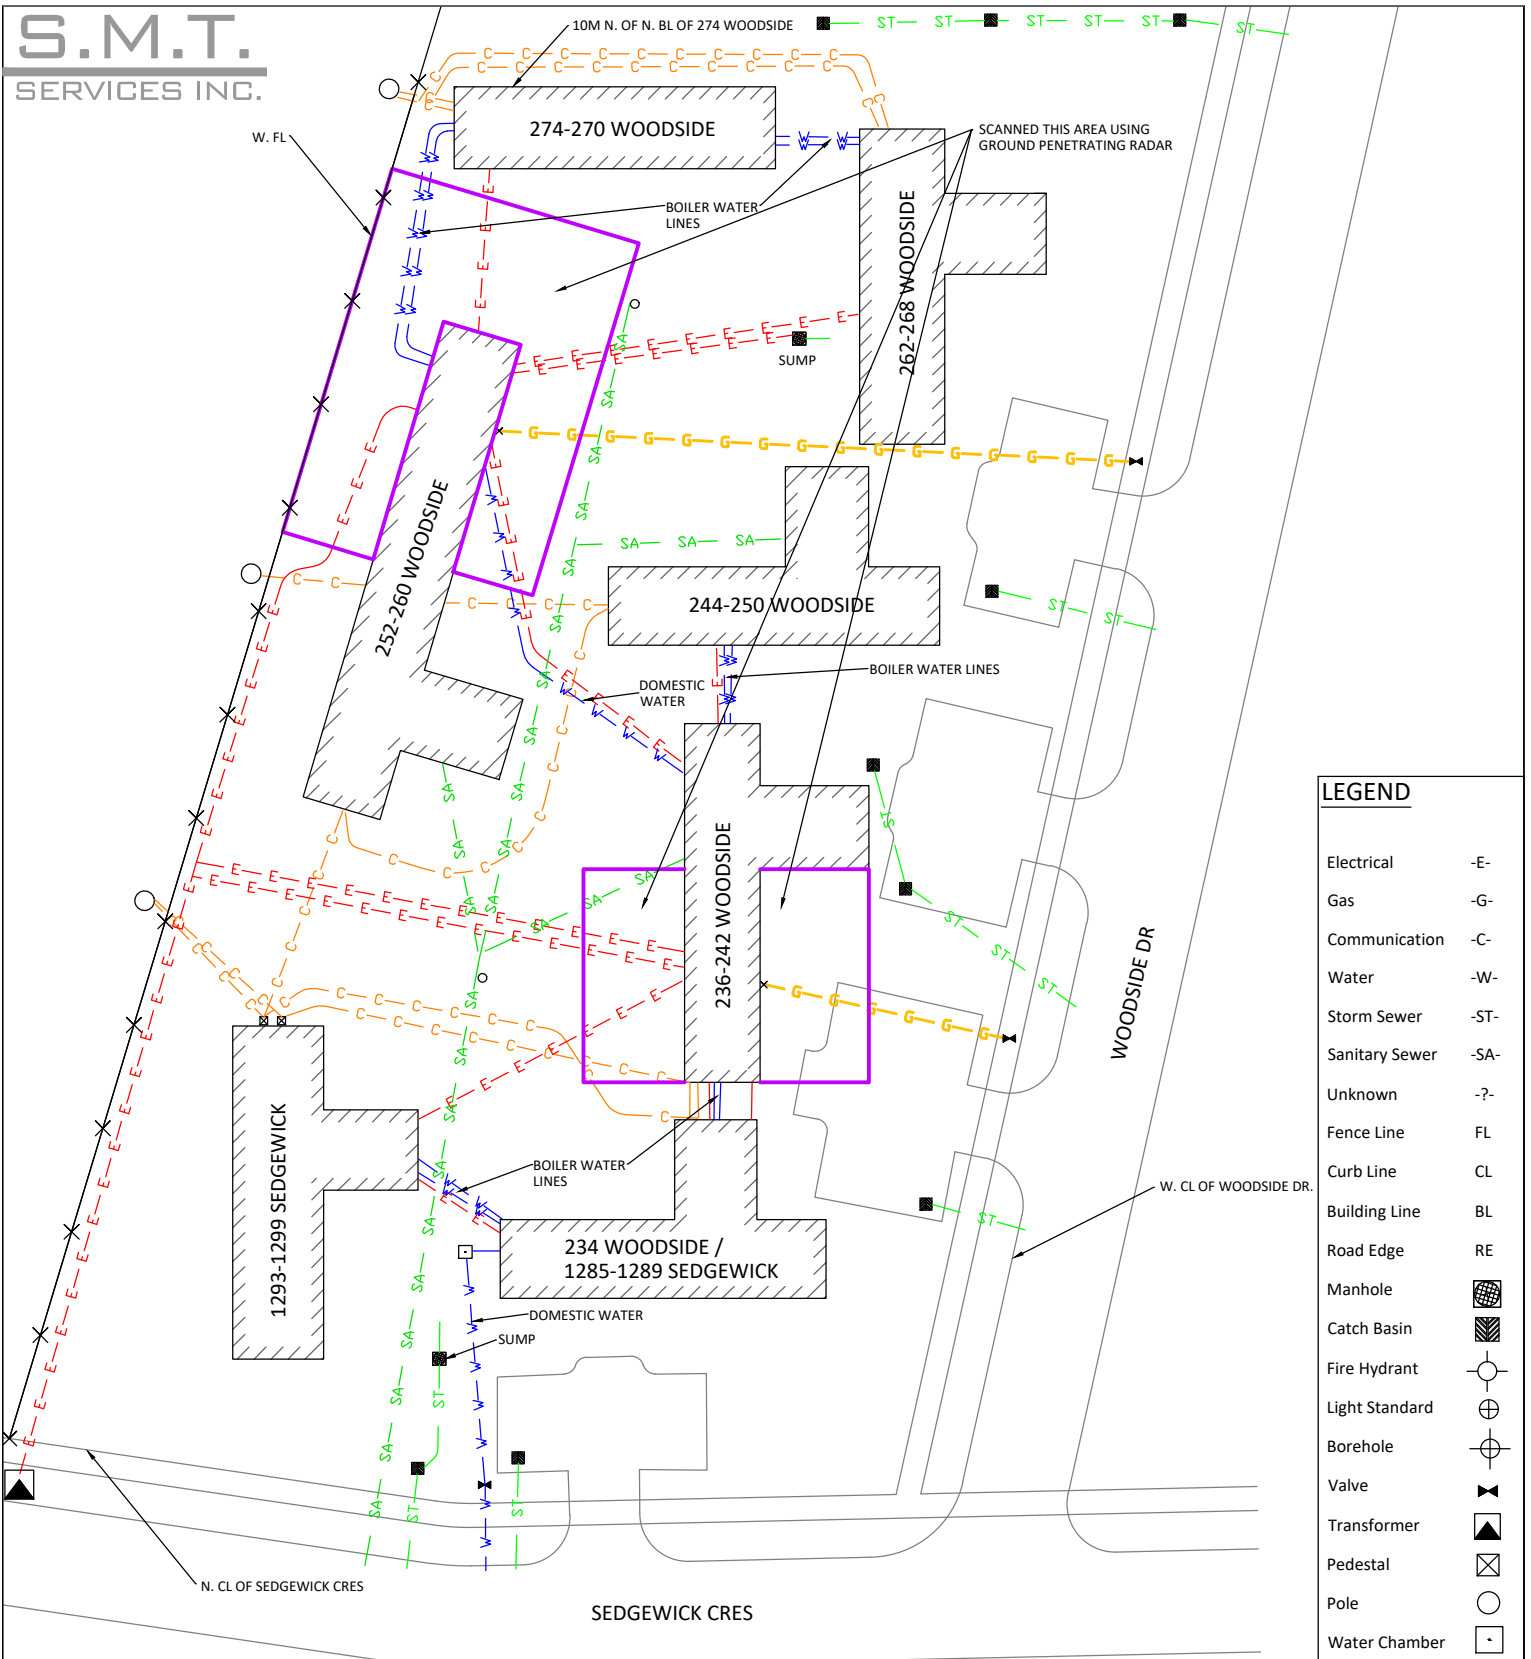 S.M.T.
SERVICES INC.
10M N. OF N. BL OF 274 WOODSIDE
W. FL
274-270 WOODSIDE
SCANNED THIS AREA USING
GROUND PENETRATING RADAR
BOILER WATER
LINES
262-268 WOODSIDE
SUMP
252-260 WOODSIDE
244-250 WOODSIDE
BOILER WATER LINES
DOMESTIC
WATER
236-242 WOODSIDE
WOODSIDE DR
1293-1299 SEDGEWICK
BOILER WATER
LINES
W. CL OF WOODSIDE DR.
234 WOODSIDE /
1285-1289 SEDGEWICK
DOMESTIC WATER
SUMP
N. CL OF SEDGEWICK CRES
SEDGEWICK CRES
LEGEND
Electrical -E-
Gas -G-
Communication -C-
Water -W-
Storm Sewer -ST-
Sanitary Sewer -SA-
Unknown -?-
Fence Line FL
Curb Line CL
Building Line BL
Road Edge RE
Manhole
Catch Basin
Fire Hydrant
Light Standard
Borehole
Valve
Transformer
Pedestal
Pole
Water Chamber